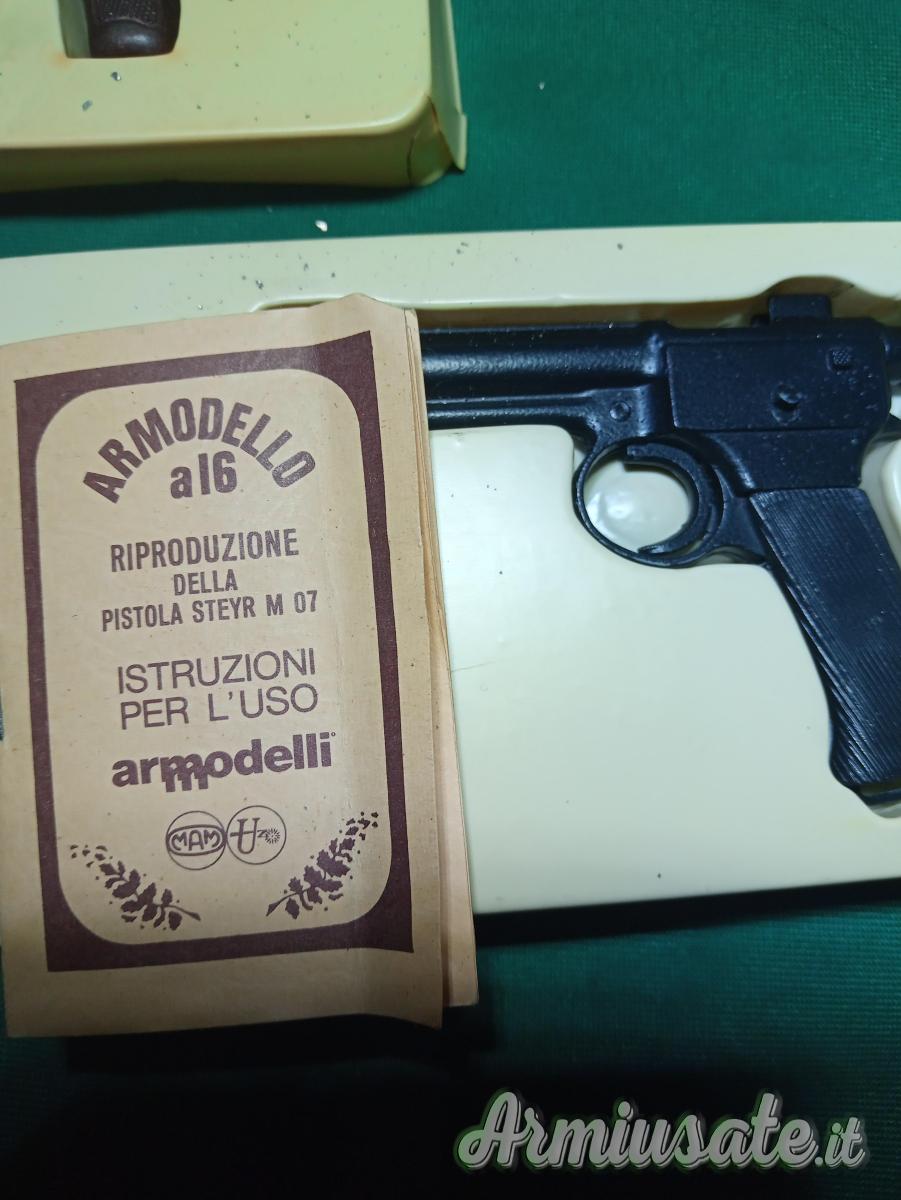 ARMODELLO
a16
RIPRODUZIONE
DELLA
PISTOLA STEYR M 07
ISTRUZIONI
PER L'USO
armodelli
MAM
Armiusate.it